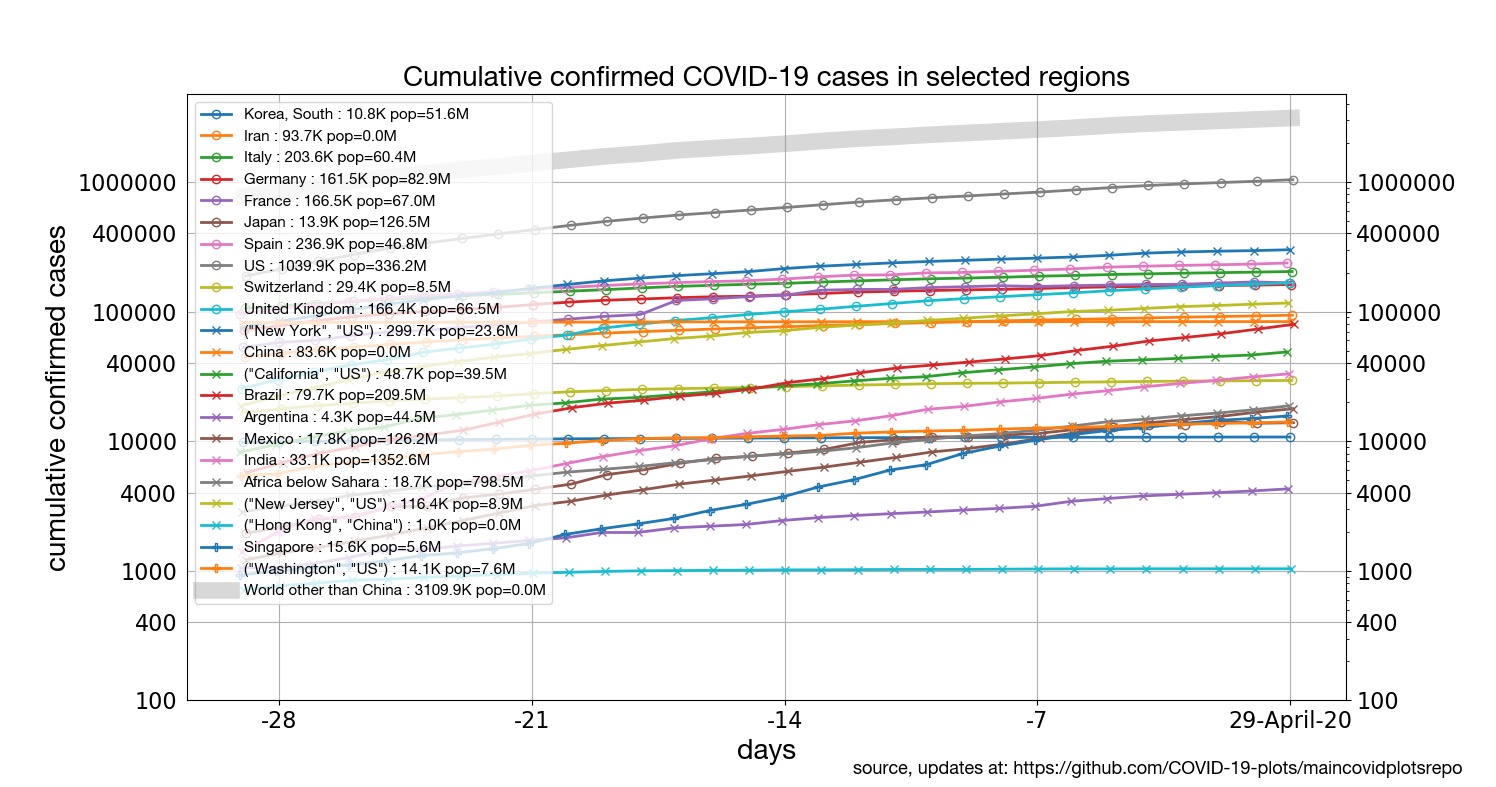 Cumulative confirmed COVID-19 cases in selected regions
cumulative confirmed cases
1000000
400000
100000
40000
10000
4000
1000
400
100
Korea, South : 10.8K pop=51.6M
Iran : 93.7K pop=0.0M
Italy : 203.6K pop=60.4M
Germany : 161.5K pop=82.9M
France : 166.5K pop=67.0M
Japan : 13.9K pop=126.5M
Spain : 236.9K pop=46.8M
US : 1039.9K pop=336.2M
Switzerland : 29.4K pop=8.5M
United Kingdom : 166.4K pop=66.5M
("New York", "US") : 299.7K pop=23.6M
China : 83.6K pop=0.0M
("California", "US") : 48.7K pop=39.5M
Brazil : 79.7K pop=209.5M
Argentina : 4.3K pop=44.5M
Mexico : 17.8K pop=126.2M
India : 33.1K pop=1352.6M
Africa below Sahara : 18.7K pop=798.5M
("New Jersey", "US") : 116.4K pop=8.9M
("Hong Kong", "China") : 1.0K pop=0.0M
Singapore : 15.6K pop=5.6M
("Washington", "US") : 14.1K pop=7.6M
World other than China : 3109.9K pop=0.0M
1000000
400000
100000
40000
10000
4000
1000
400
100
-28 -21 -14 -7 29-April-20
days
source, updates at: https://github.com/COVID-19-plots/maincovidplotsrepo